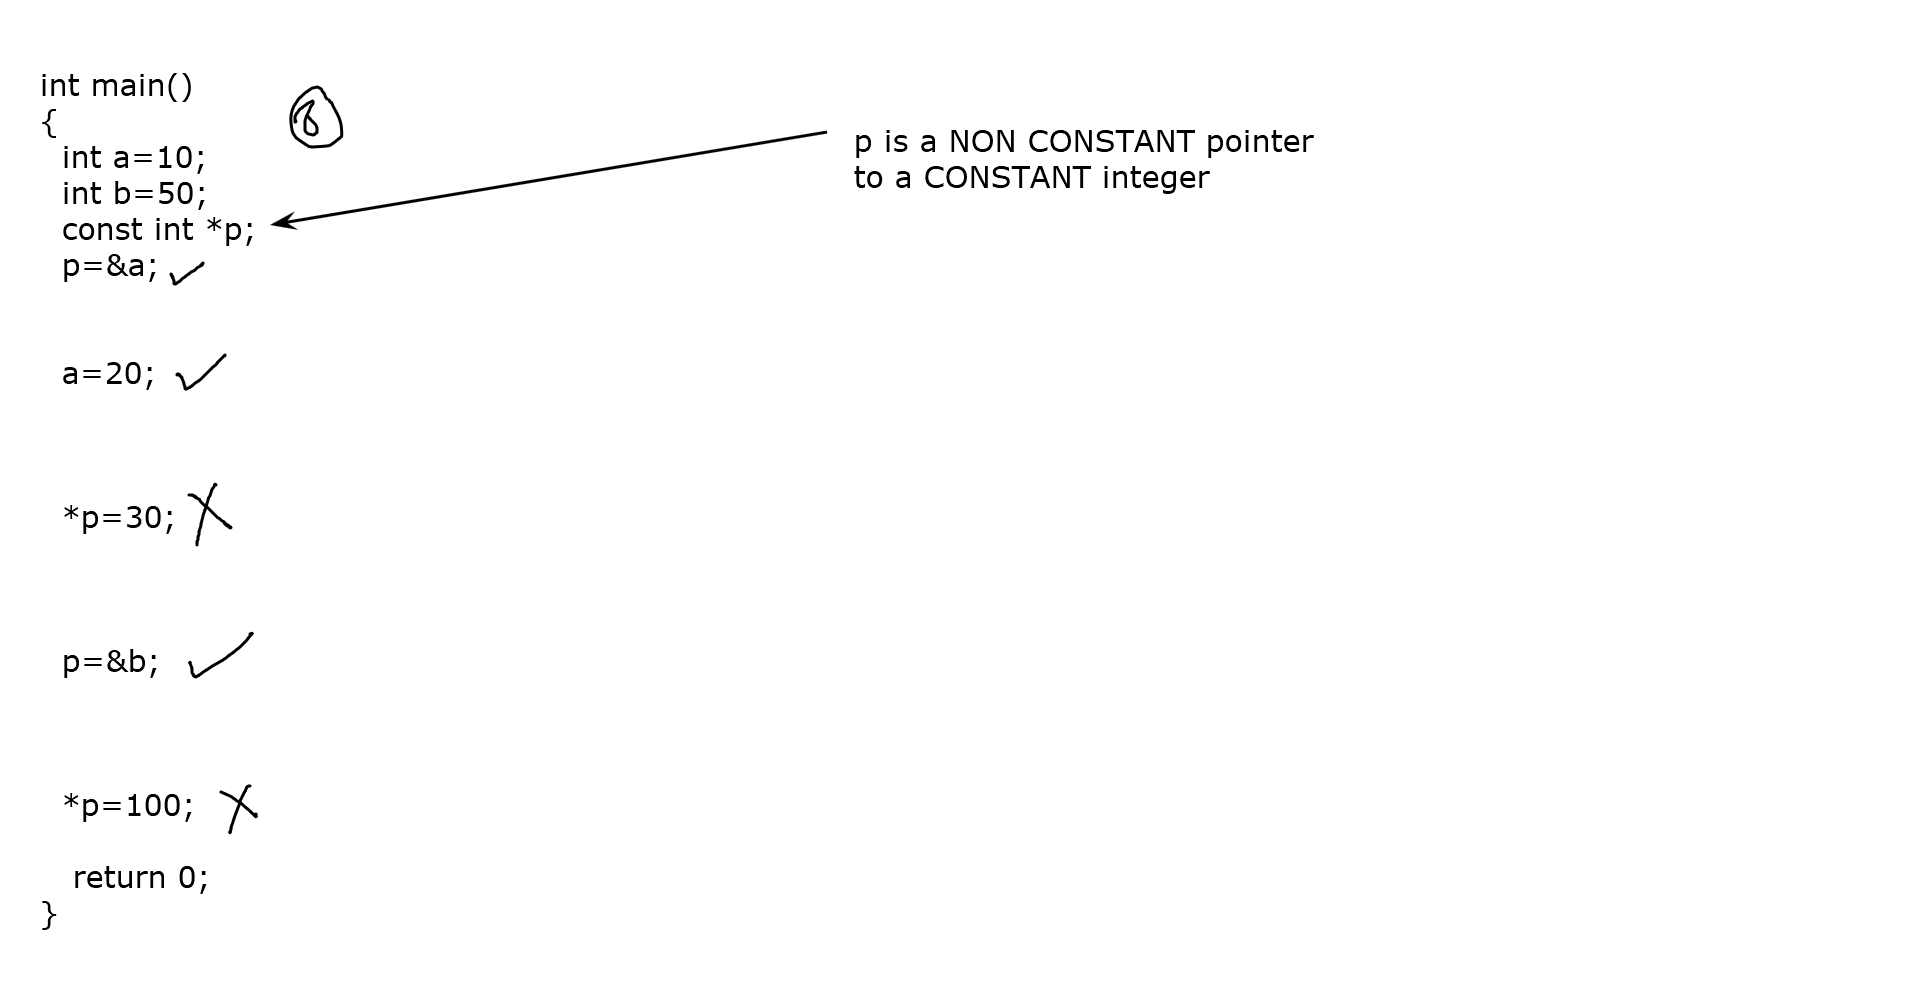 int main()
{
8
int a=10;
int b=50;
const int *p;
p=&a;
a=20;
*p=30;
p=&b;
*p=100;
return 0;
}
p is a NON CONSTANT pointer
to a CONSTANT integer